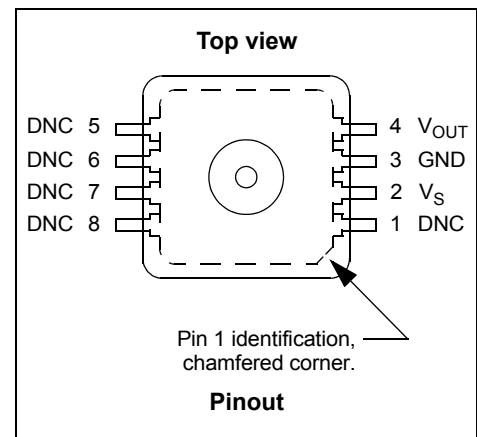 Top view
DNC 5
DNC 6
DNC 7
DNC 8
4 VOUT
3 GND
2 VS
1 DNC
Pin 1 identification,
chamfered corner.
Pinout